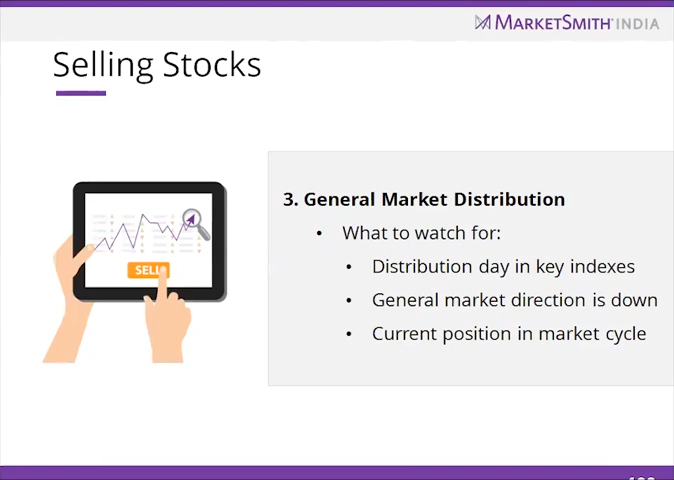 MARKETSMITH INDIA
Selling Stocks
3. General Market Distribution
• What to watch for:
• Distribution day in key indexes
• General market direction is down
• Current position in market cycle
SELL